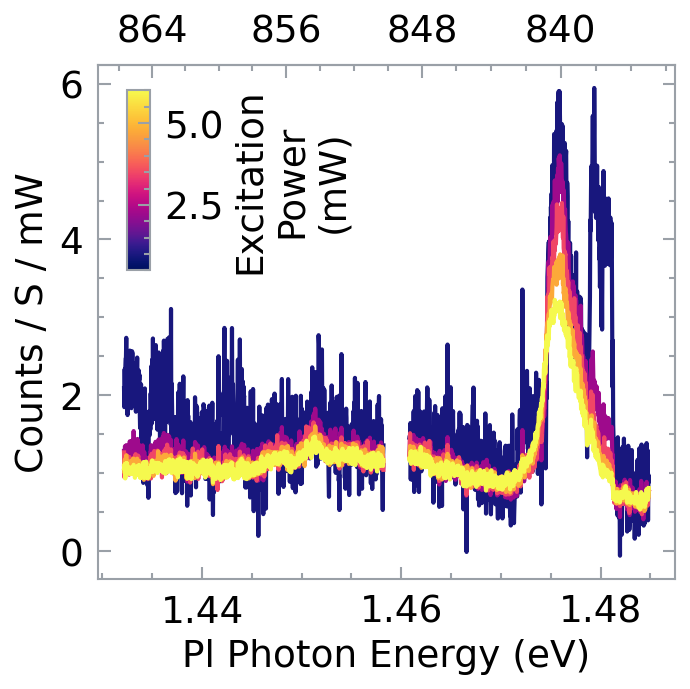 864 856 848 840
6
4
2
0
Counts / S / mW
5.0
2.5
Excitation
Power
(mW)
1.44 1.46 1.48
Pl Photon Energy (eV)